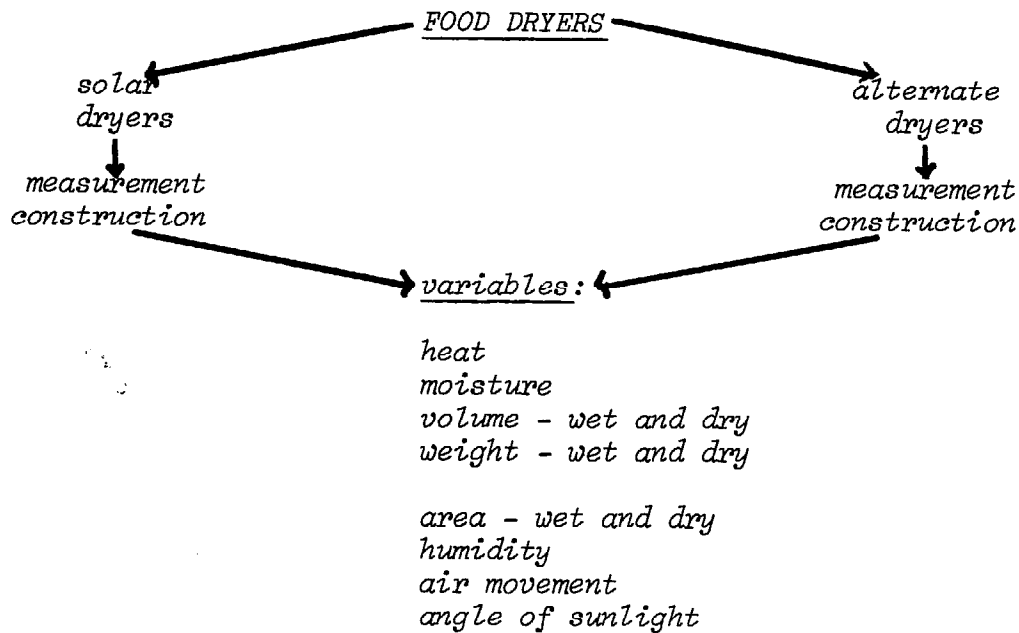 FOOD DRYERS
solar
dryers
measurement
construction
alternate
dryers
measurement
construction
variables:
heat
moisture
volume - wet and dry
weight - wet and dry
area - wet and dry
humidity
air movement
angle of sunlight